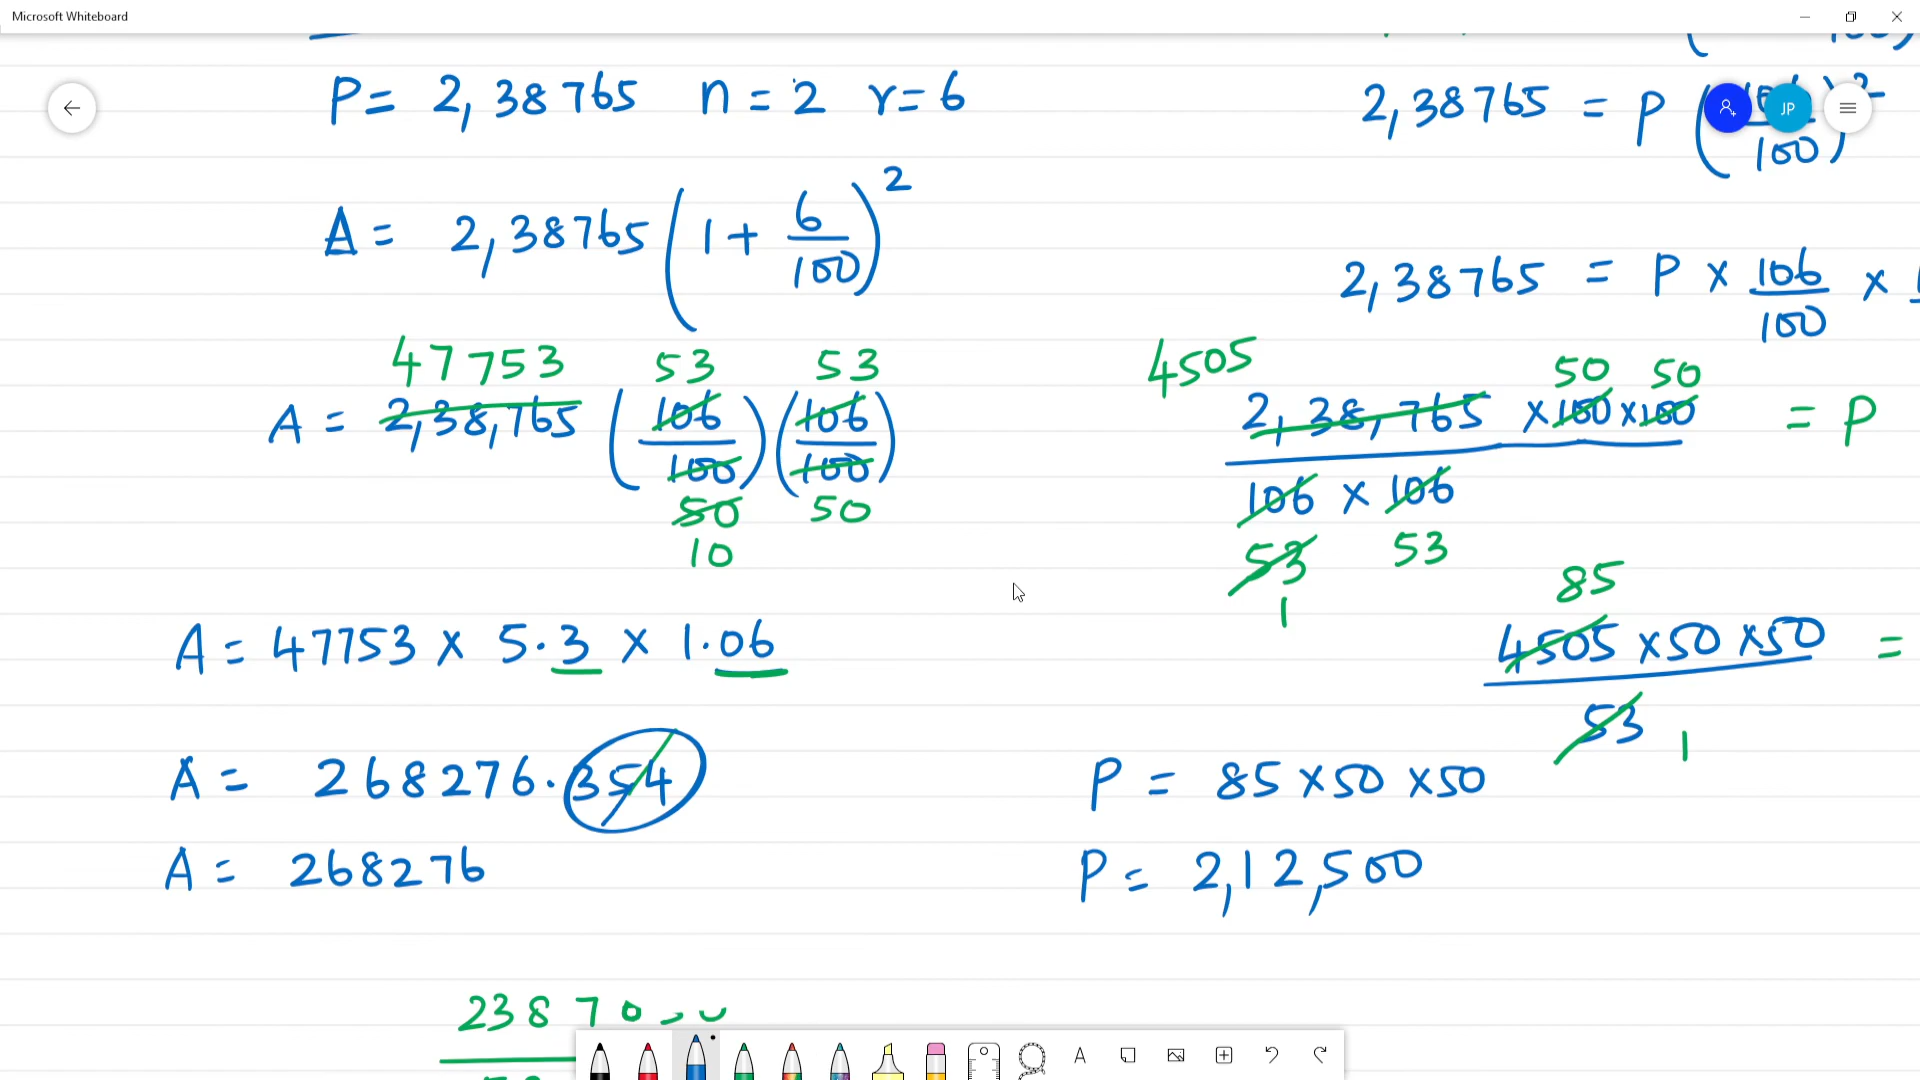 Microsoft Whiteboard
P = 2,38765 n = 2 r = 6
A = 2,38765 (1 + 6/100)²
47753 53 53
A = 2,38,765 (106/100)(106/100)
50 50
10
A = 47753 × 5.3 × 1.06
A = 268276.354
A = 268276
23870
JP
2,38765 = P (106/100)²
2,38765 = P × 106/100 ×
4505 50 50
2,38,765 × 100 × 100 = P
106 × 106
53 53
1
85
4505 × 50 × 50 =
53 1
P = 85 × 50 × 50
P = 2,12,500
A